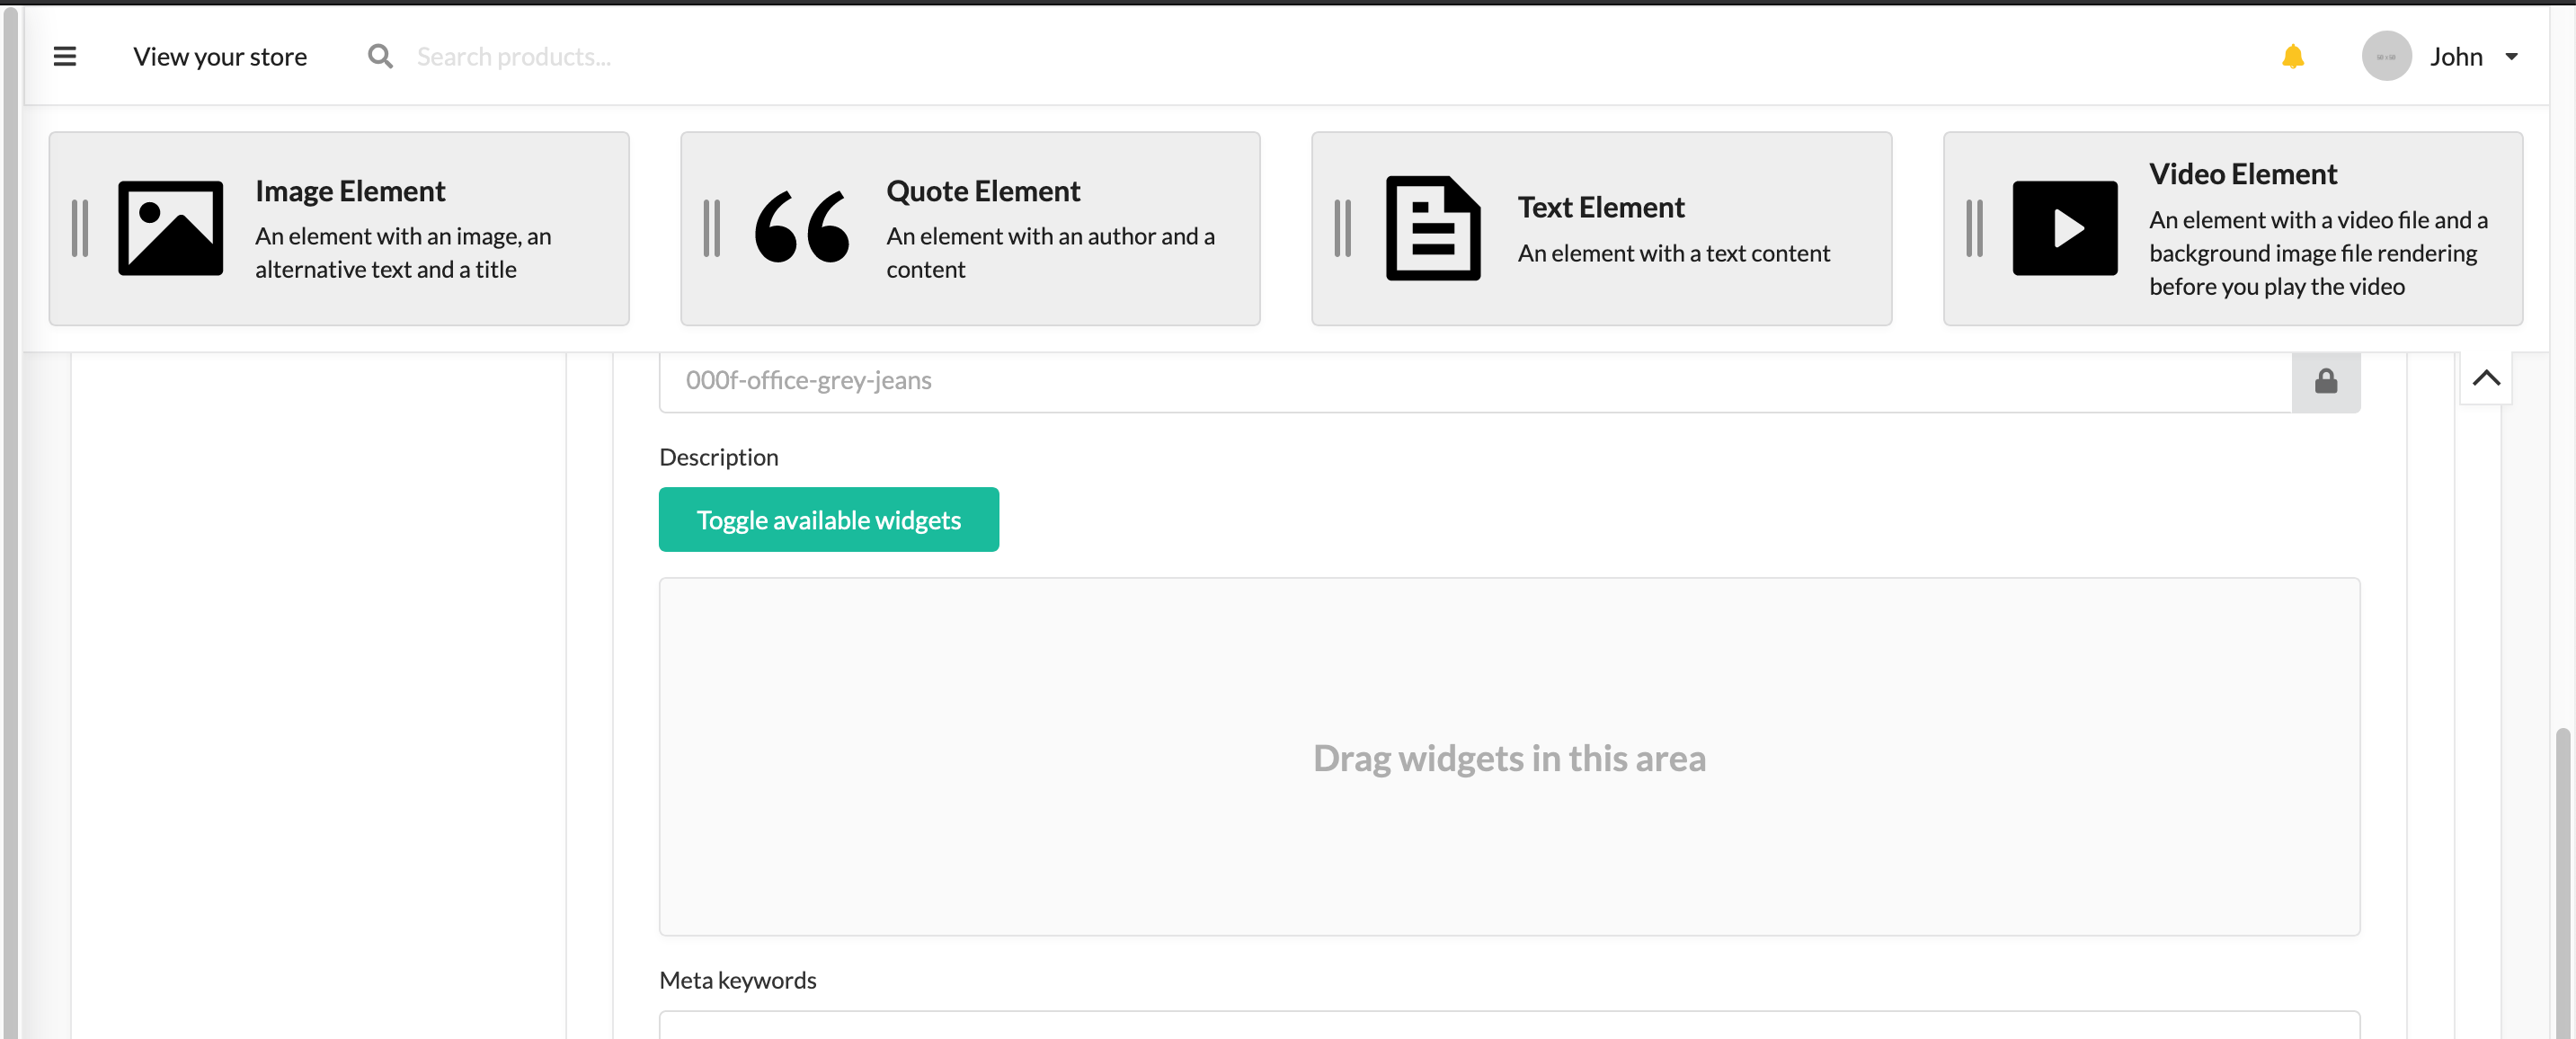 View your store
Search products...
John
Image Element
An element with an image, an
alternative text and a title
Quote Element
An element with an author and a
content
Text Element
An element with a text content
Video Element
An element with a video file and a
background image file rendering
before you play the video
000f-office-grey-jeans
Description
Toggle available widgets
Drag widgets in this area
Meta keywords